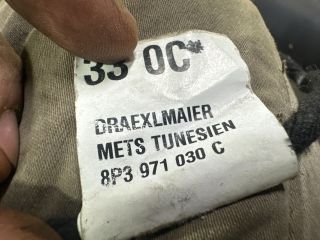 33 0C*
DRAEXLMAIER
METS TUNESIEN
8P3 971 030 C